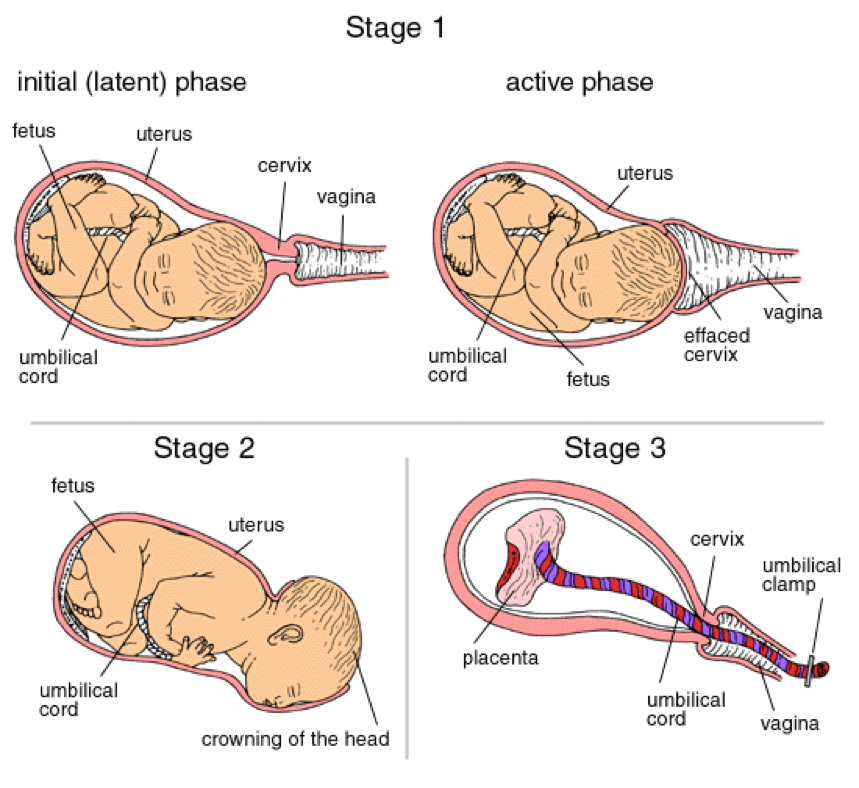 Stage 1
initial (latent) phase
active phase
fetus
uterus
cervix
vagina
umbilical
cord
uterus
vagina
effaced
cervix
umbilical
cord
fetus
Stage 2
fetus
uterus
umbilical
cord
crowning of the head
Stage 3
cervix
umbilical
clamp
placenta
umbilical
cord
vagina